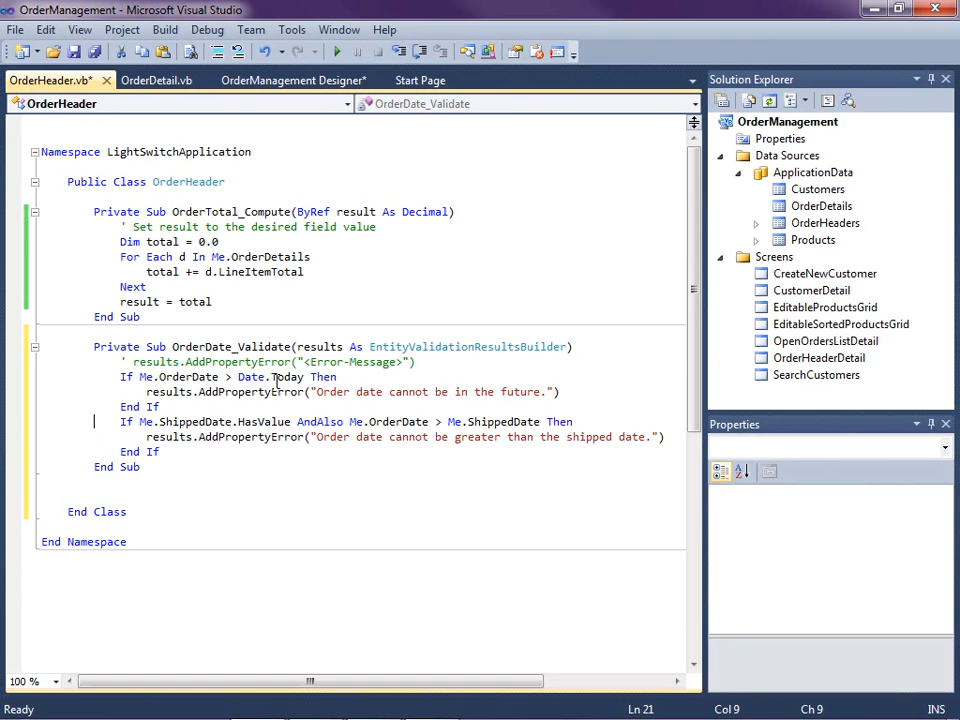 OrderManagement - Microsoft Visual Studio
File Edit View Project Build Debug Team Tools Window Help
OrderHeader.vb* OrderDetail.vb OrderManagement Designer* Start Page
OrderHeader OrderDate_Validate
Namespace LightSwitchApplication
Public Class OrderHeader
Private Sub OrderTotal_Compute(ByRef result As Decimal)
' Set result to the desired field value
Dim total = 0.0
For Each d In Me.OrderDetails
total += d.LineItemTotal
Next
result = total
End Sub
Private Sub OrderDate_Validate(results As EntityValidationResultsBuilder)
' results.AddPropertyError("<Error-Message>")
If Me.OrderDate > Date.Today Then
results.AddPropertyError("Order date cannot be in the future.")
End If
If Me.ShippedDate.HasValue AndAlso Me.OrderDate > Me.ShippedDate Then
results.AddPropertyError("Order date cannot be greater than the shipped date.")
End If
End Sub
End Class
End Namespace
100 %
Solution Explorer
OrderManagement
Properties
Data Sources
ApplicationData
Customers
OrderDetails
OrderHeaders
Products
Screens
CreateNewCustomer
CustomerDetail
EditableProductsGrid
EditableSortedProductsGrid
OpenOrdersListDetail
OrderHeaderDetail
SearchCustomers
Properties
Ready Ln 21 Col 9 Ch 9 INS